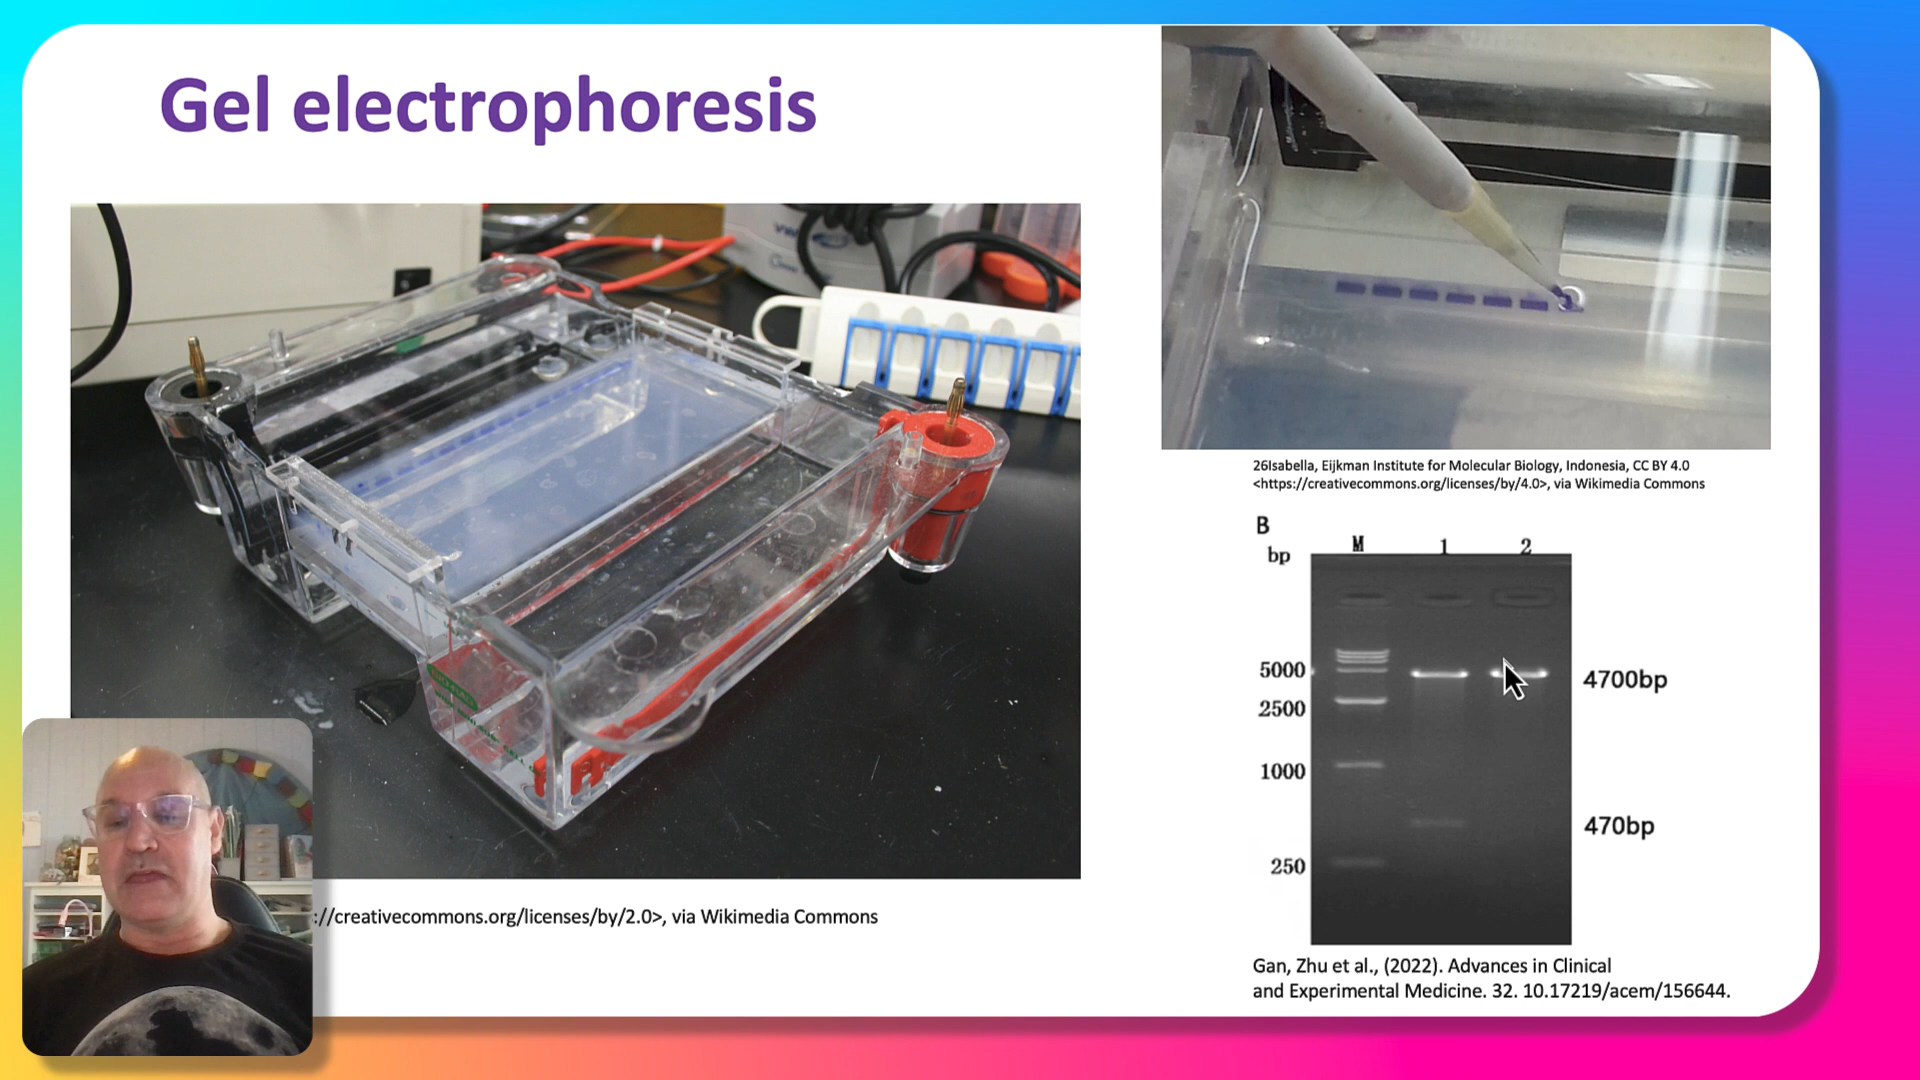 Gel electrophoresis
26Isabella, Eijkman Institute for Molecular Biology, Indonesia, CC BY 4.0
<https://creativecommons.org/licenses/by/4.0>, via Wikimedia Commons
B
bp
M 1 2
5000
4700bp
2500
1000
470bp
250
://creativecommons.org/licenses/by/2.0>, via Wikimedia Commons
Gan, Zhu et al., (2022). Advances in Clinical
and Experimental Medicine. 32. 10.17219/acem/156644.